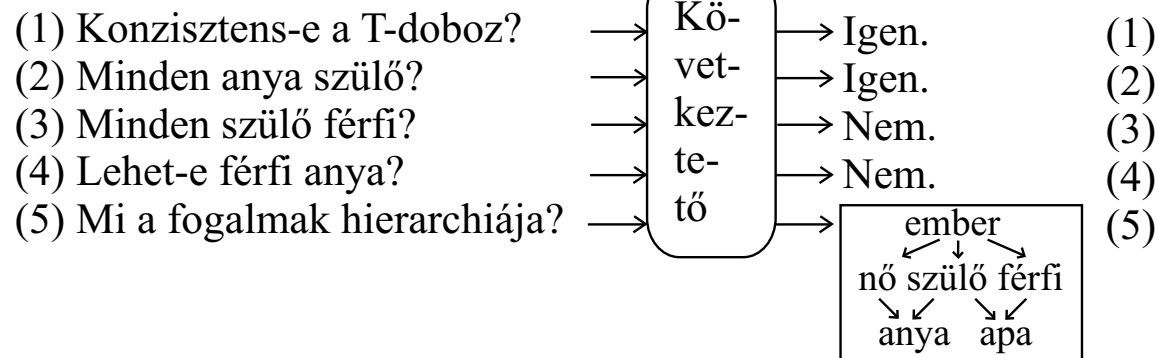 (1) Konzisztens-e a T-doboz?
(2) Minden anya szülő?
(3) Minden szülő férfi?
(4) Lehet-e férfi anya?
(5) Mi a fogalmak hierarchiája?
Kö-
vet-
kez-
te-
tő
Igen. (1)
Igen. (2)
Nem. (3)
Nem. (4)
(5)
ember
nő szülő férfi
anya apa